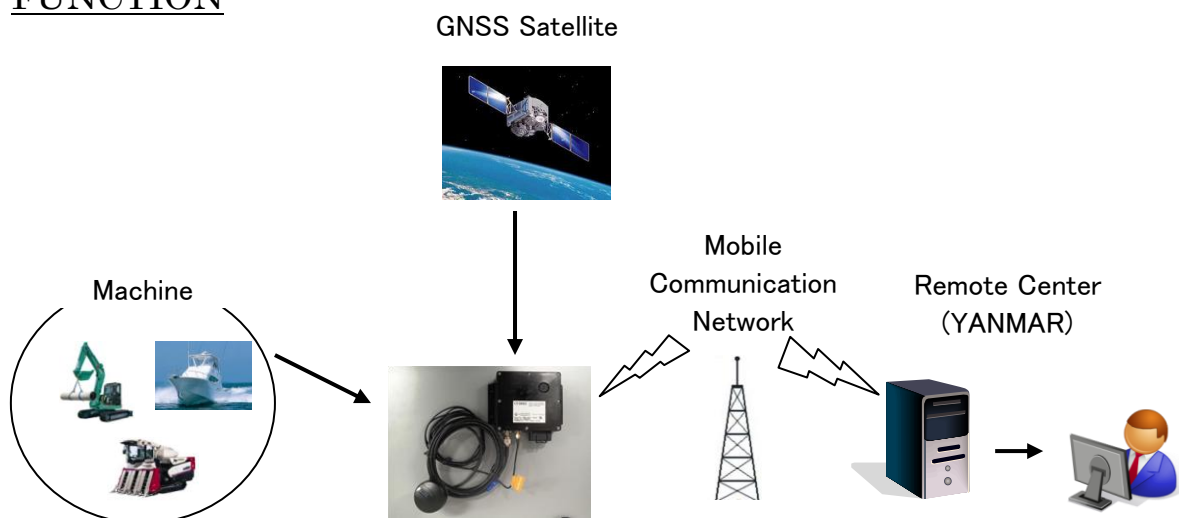 FUNCTION
GNSS Satellite
Mobile
Communication
Network
Remote Center
(YANMAR)
Machine